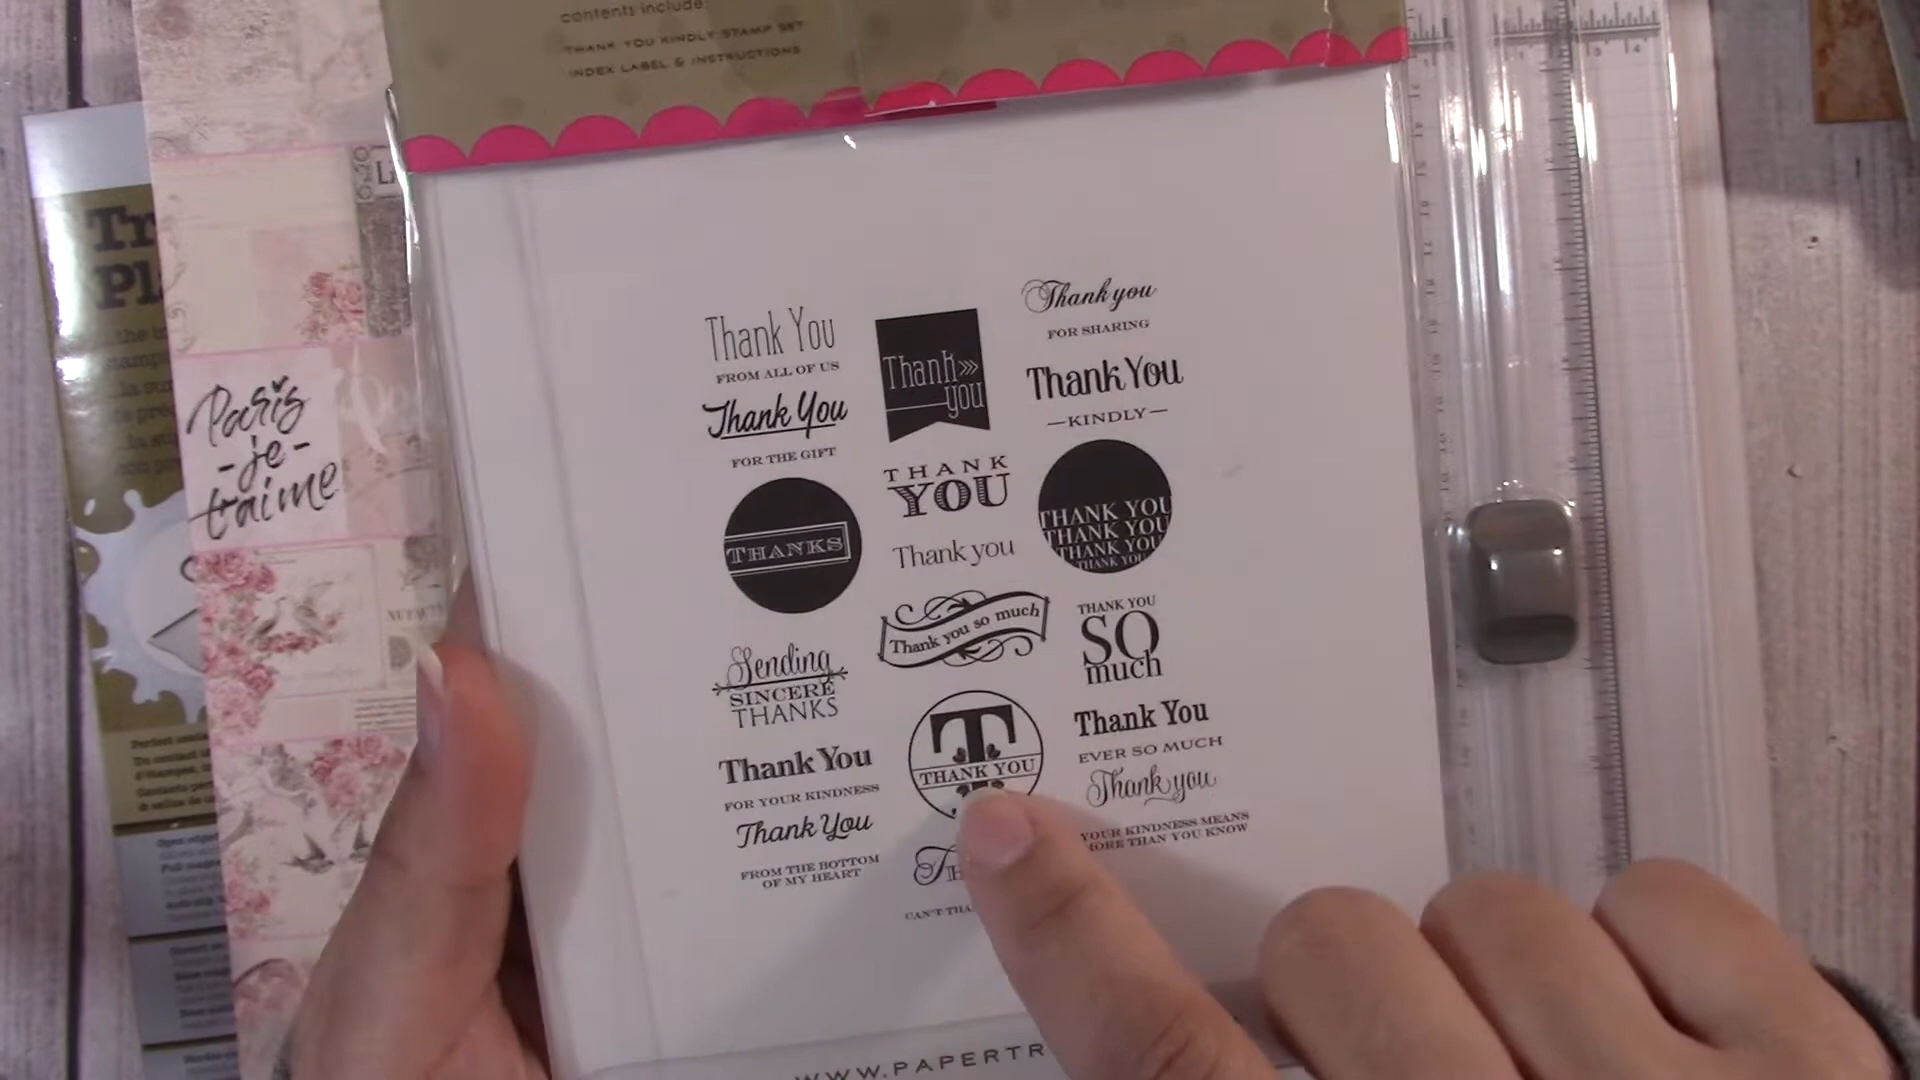 contents include:
THANK YOU KINDLY STAMP SET
INDEX LABEL & INSTRUCTIONS
Paris
-je-
t'aime
Thank You
FROM ALL OF US
Thank You
FOR THE GIFT
THANKS
Sending
SINCERE
THANKS
Thank You
FOR YOUR KINDNESS
Thank You
FROM THE BOTTOM
OF MY HEART
Thank
you
THANK
YOU
Thank you
Thank you so much
T
THANK YOU
CAN'T
Thank you
FOR SHARING
Thank You
—KINDLY—
THANK YOU
THANK YOU
THANK YOU
THANK YOU
THANK YOU
SO
much
Thank You
EVER SO MUCH
Thank you
YOUR KINDNESS MEANS
MORE THAN YOU KNOW
WWW.PAPERTR